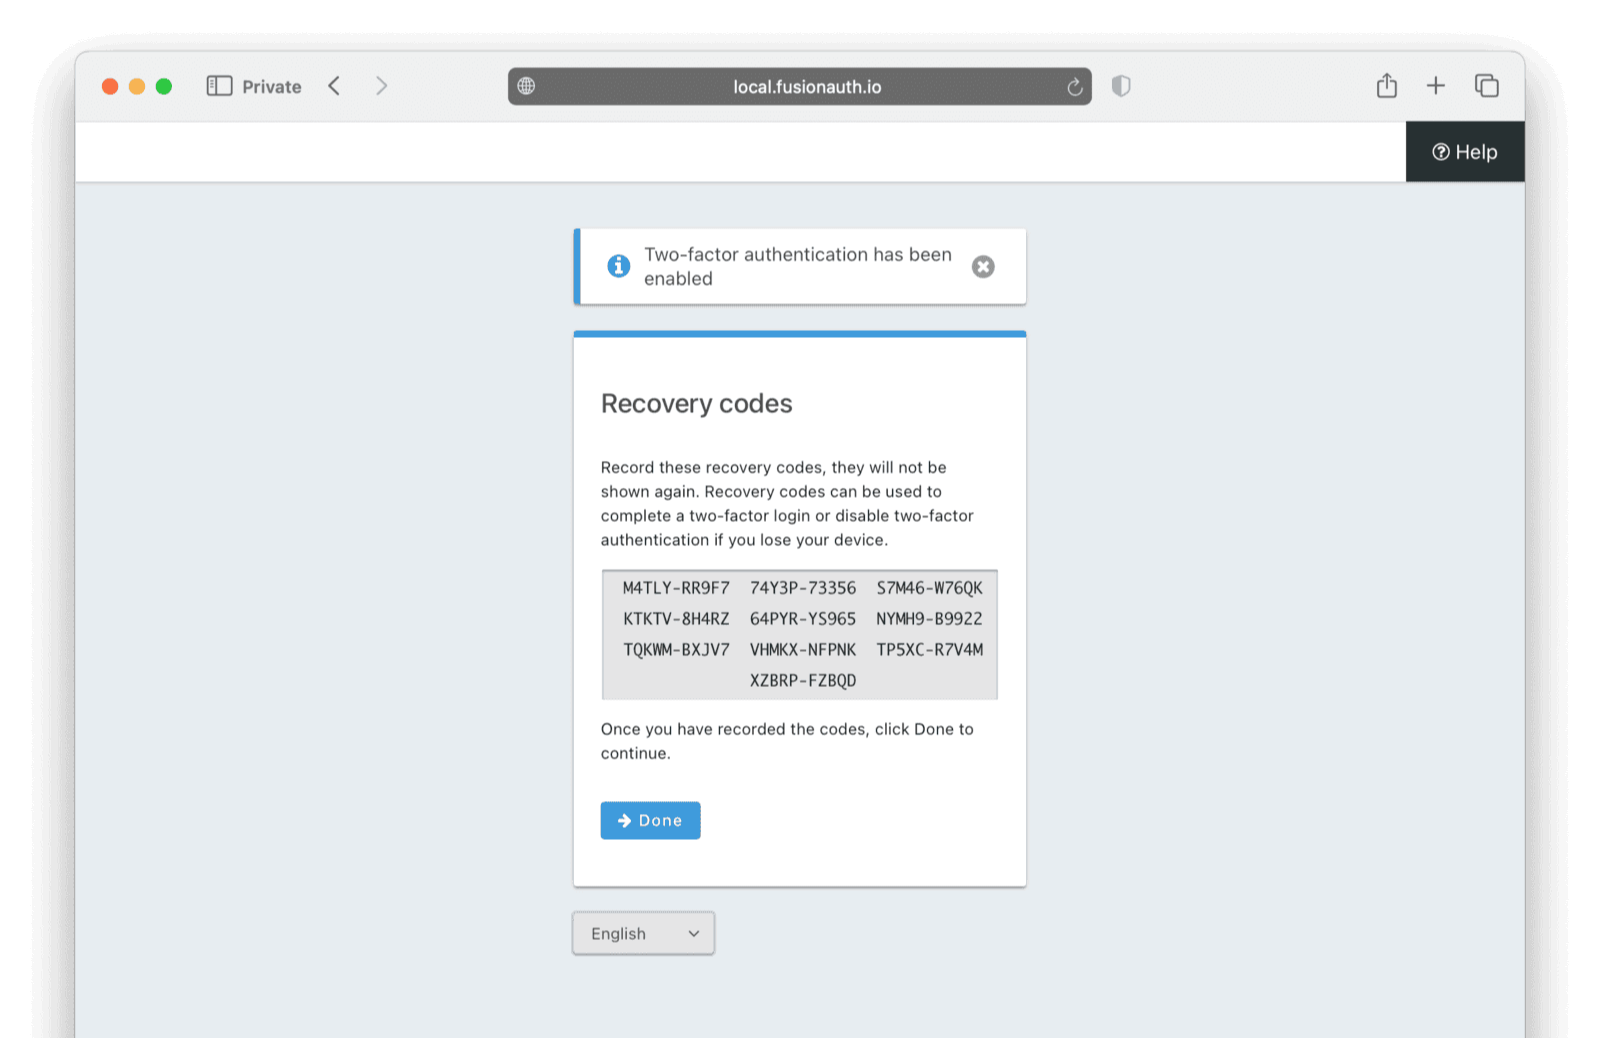 Private
local.fusionauth.io
Help
Two-factor authentication has been
enabled
Recovery codes
Record these recovery codes, they will not be
shown again. Recovery codes can be used to
complete a two-factor login or disable two-factor
authentication if you lose your device.
M4TLY-RR9F7 74Y3P-73356 S7M46-W76QK
KTKTV-8H4RZ 64PYR-YS965 NYMH9-B9922
TQKWM-BXJV7 VHMKX-NFPNK TP5XC-R7V4M
XZBRP-FZBQD
Once you have recorded the codes, click Done to
continue.
Done
English